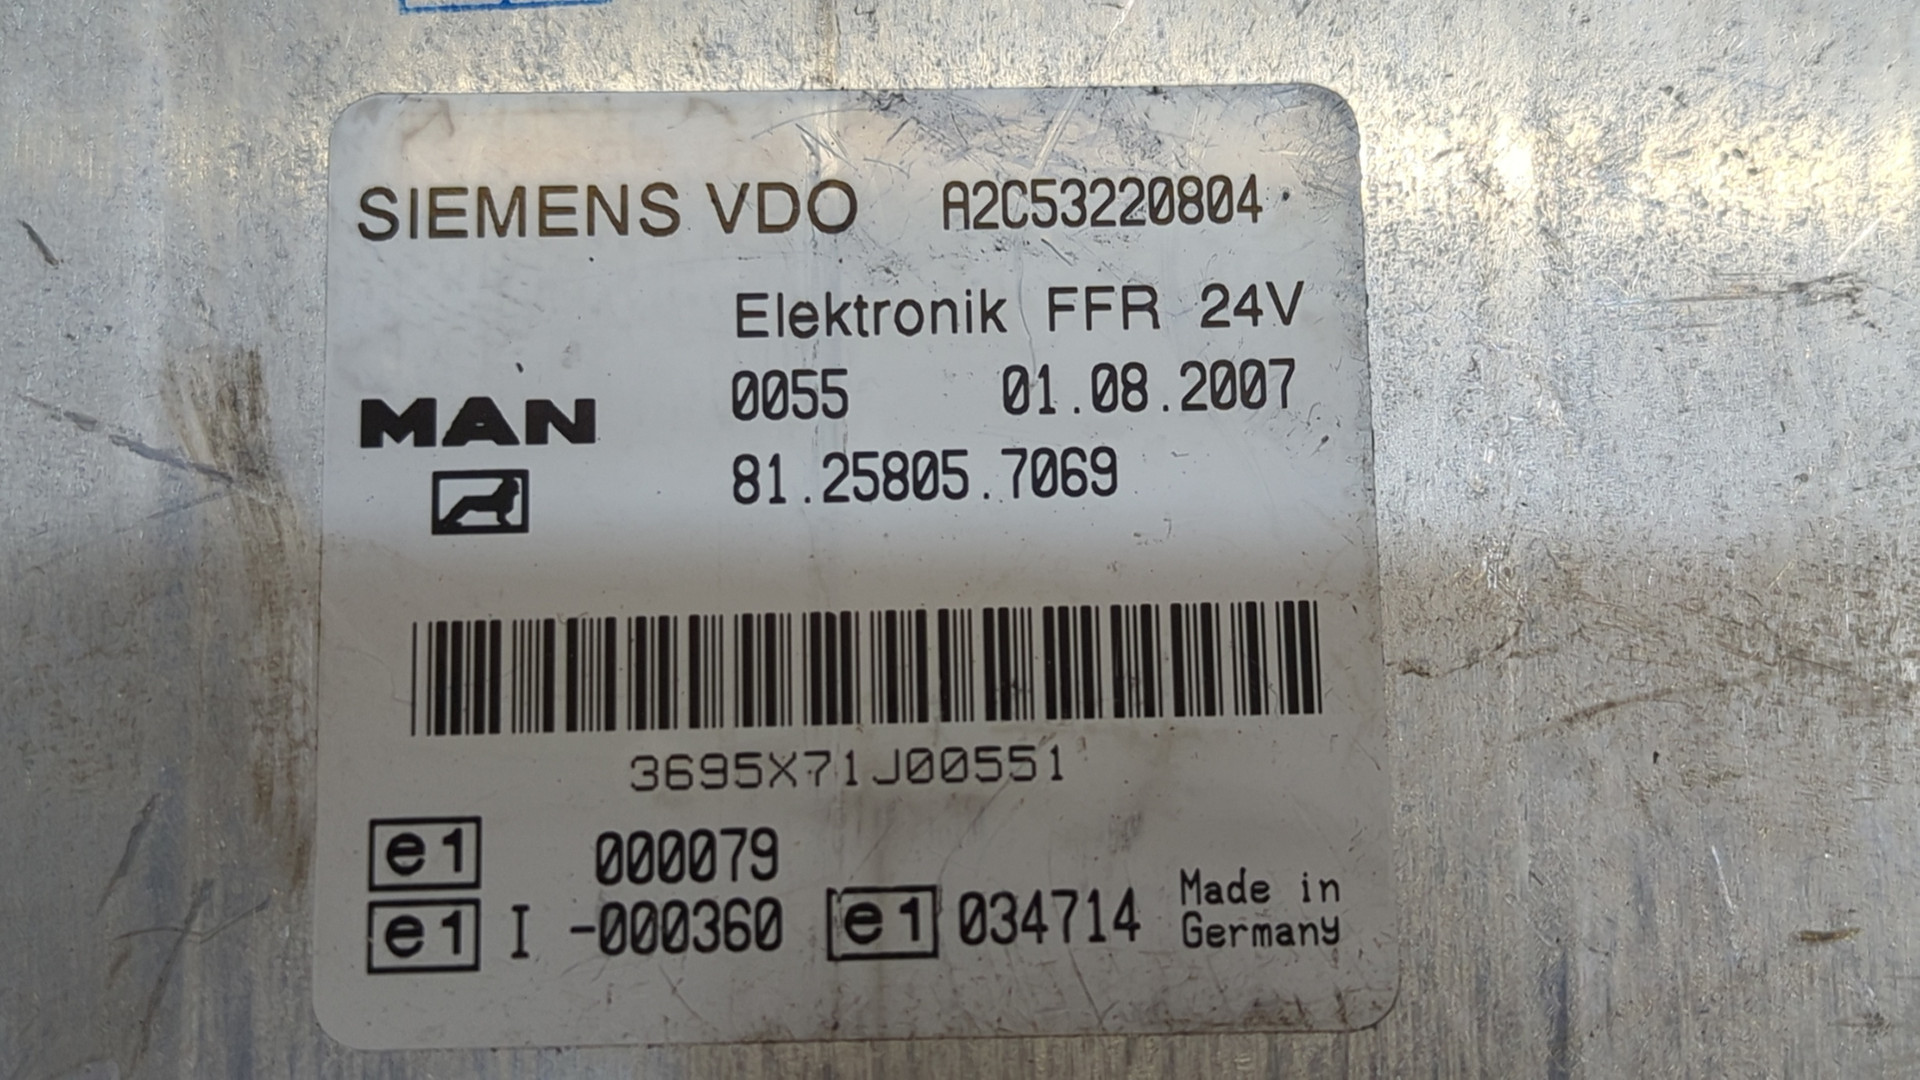 SIEMENS VDO A2C53220804
Elektronik FFR 24V
MAN
0055 01.08.2007
81.25805.7069
3695X71J00551
e1 000079
e1 I -000360 e1 034714
Made in
Germany